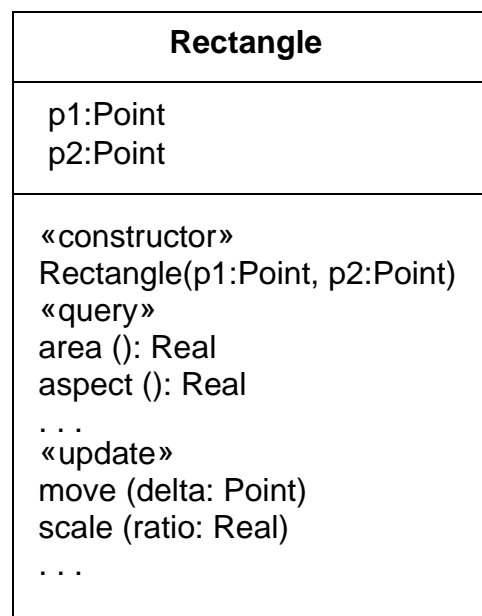 Rectangle
p1:Point
p2:Point
«constructor»
Rectangle(p1:Point, p2:Point)
«query»
area (): Real
aspect (): Real
. . .
«update»
move (delta: Point)
scale (ratio: Real)
. . .